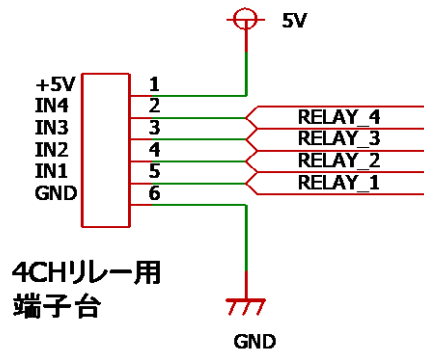 5V
+5V 1
IN4 2 RELAY_4
IN3 3 RELAY_3
IN2 4 RELAY_2
IN1 5 RELAY_1
GND 6
4CHリレー用
端子台
GND